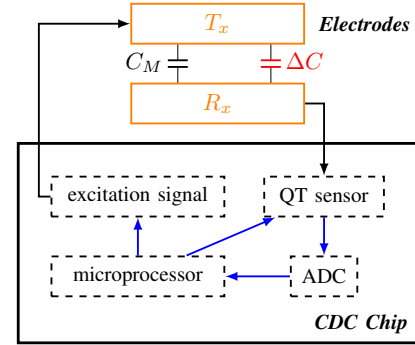 T_x Electrodes
C_M ΔC
R_x
excitation signal QT sensor
microprocessor ADC
CDC Chip